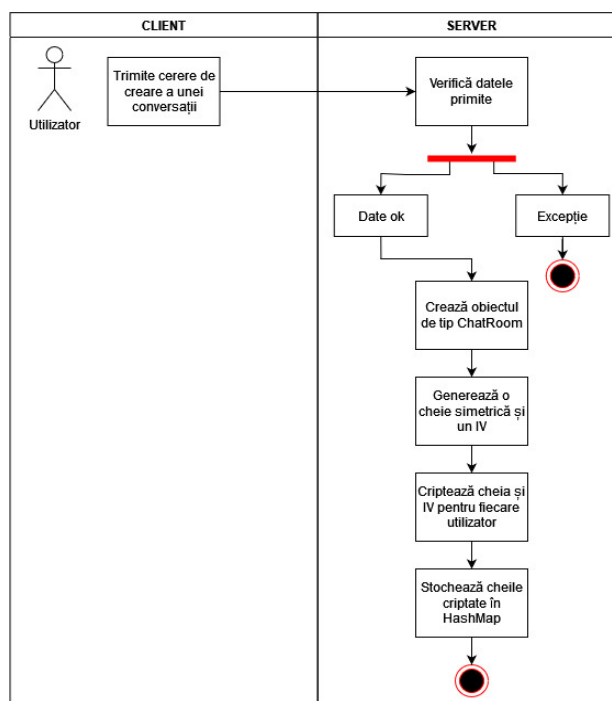 CLIENT
SERVER
Utilizator
Trimite cerere de
creare a unei
conversații
Verifică datele
primite
Date ok
Excepție
Crează obiectul
de tip ChatRoom
Generează o
cheie simetrică și
un IV
Criptează cheia și
IV pentru fiecare
utilizator
Stochează cheile
criptate în
HashMap